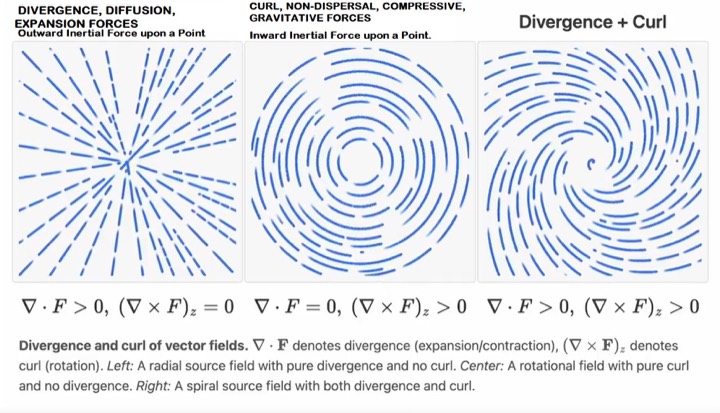 DIVERGENCE, DIFFUSION,
EXPANSION FORCES
Outward Inertial Force upon a Point
CURL, NON-DISPERSAL, COMPRESSIVE,
GRAVITATIVE FORCES
Inward Inertial Force upon a Point.
Divergence + Curl
∇ · F > 0, (∇ × F)z = 0
∇ · F = 0, (∇ × F)z > 0
∇ · F > 0, (∇ × F)z > 0
Divergence and curl of vector fields. ∇ · F denotes divergence (expansion/contraction), (∇ × F)z denotes
curl (rotation). Left: A radial source field with pure divergence and no curl. Center: A rotational field with pure curl
and no divergence. Right: A spiral source field with both divergence and curl.